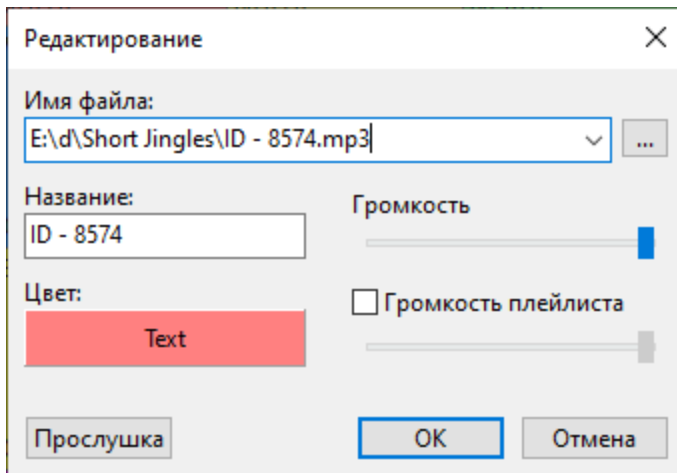 Редактирование
Имя файла:
E:\d\Short Jingles\ID - 8574.mp3
...
Название:
ID - 8574
Громкость
Цвет:
Text
Громкость плейлиста
Прослушка
OK
Отмена